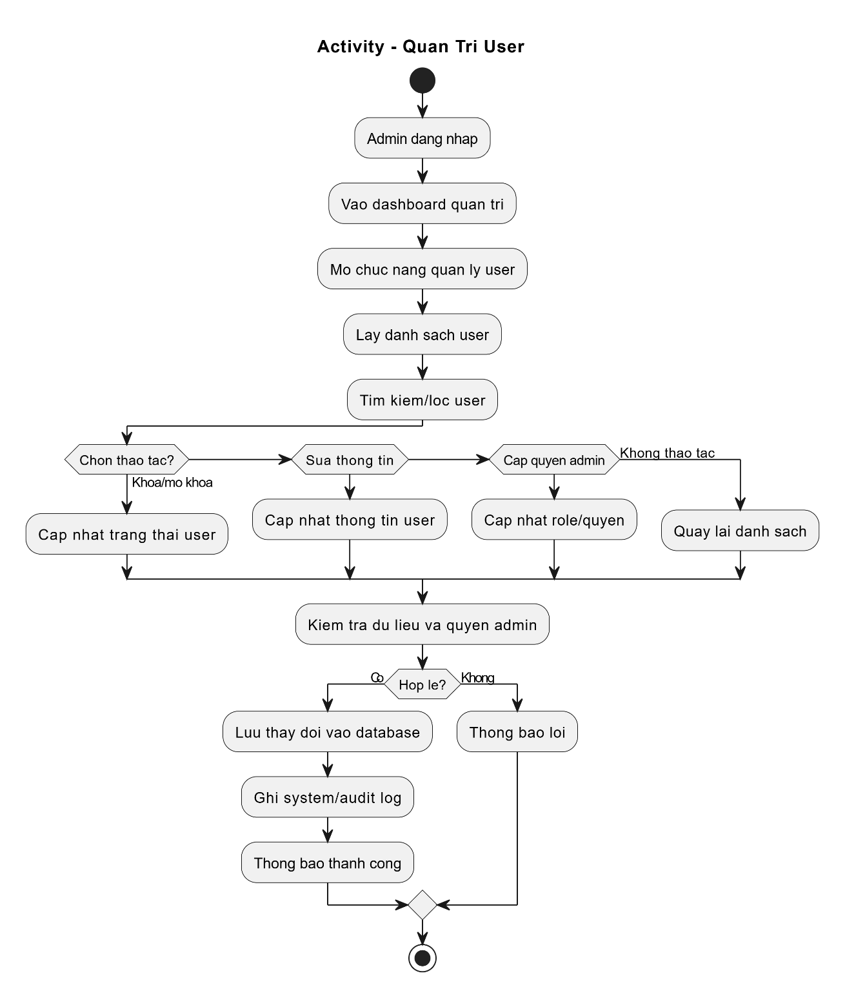 Activity - Quan Tri User
Admin dang nhap
Vao dashboard quan tri
Mo chuc nang quan ly user
Lay danh sach user
Tim kiem/loc user
Chon thao tac?
Khoa/mo khoa
Sua thong tin
Cap quyen admin
Khong thao tac
Cap nhat trang thai user
Cap nhat thong tin user
Cap nhat role/quyen
Quay lai danh sach
Kiem tra du lieu va quyen admin
Co
Hop le?
Khong
Luu thay doi vao database
Thong bao loi
Ghi system/audit log
Thong bao thanh cong